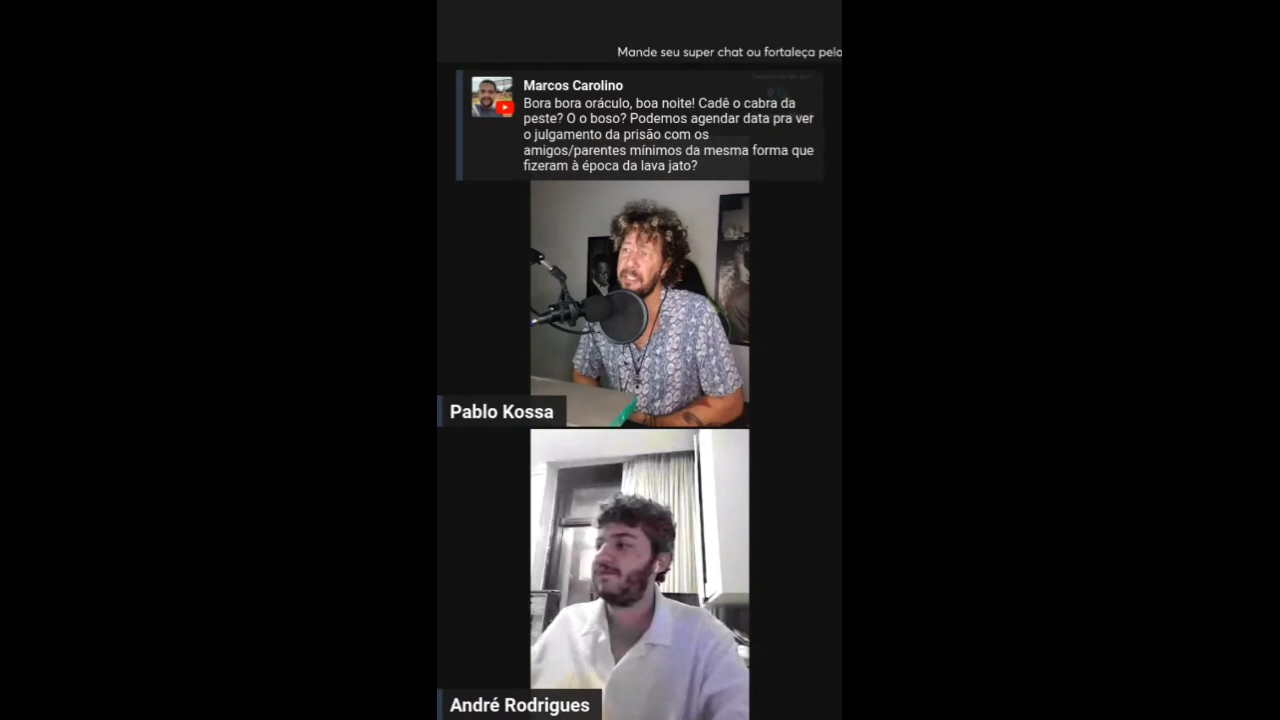 Mande seu super chat ou fortaleça pelo
Marcos Carolino
Bora bora oráculo, boa noite! Cadê o cabra da
peste? O o boso? Podemos agendar data pra ver
o julgamento da prisão com os
amigos/parentes mínimos da mesma forma que
fizeram à época da lava jato?
Pablo Kossa
André Rodrigues